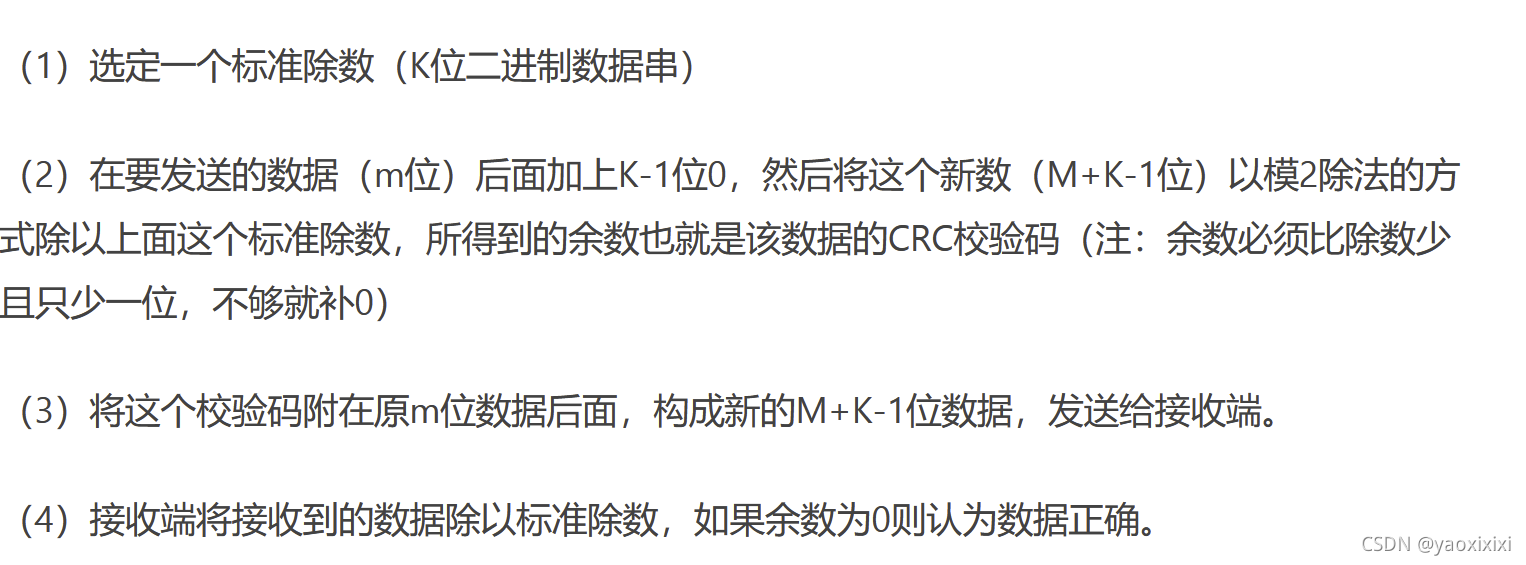 （1）选定一个标准除数（K位二进制数据串）
（2）在要发送的数据（m位）后面加上K-1位0，然后将这个新数（M+K-1位）以模2除法的方
式除以上面这个标准除数，所得到的余数也就是该数据的CRC校验码（注：余数必须比除数少
且只少一位，不够就补0）
（3）将这个校验码附在原m位数据后面，构成新的M+K-1位数据，发送给接收端。
（4）接收端将接收到的数据除以标准除数，如果余数为0则认为数据正确。
CSDN @yaoxixixi